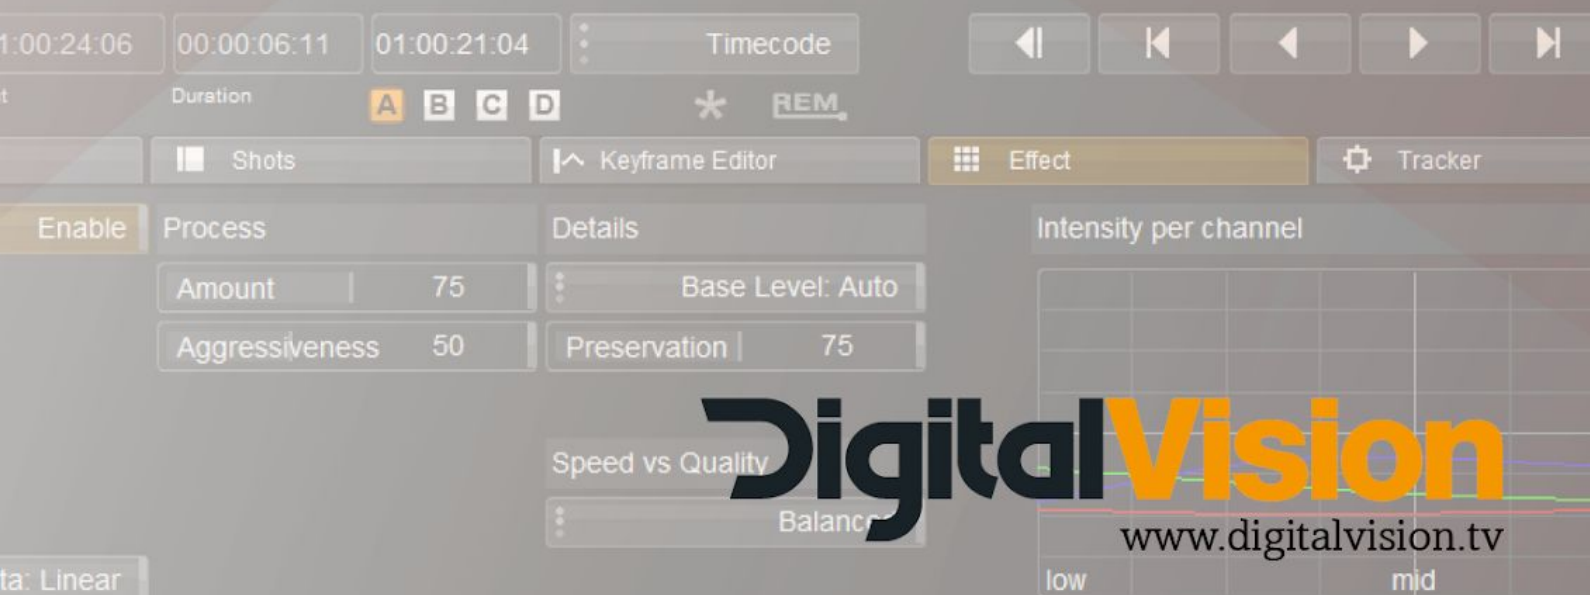 1:00:24:06 00:00:06:11 01:00:21:04 Timecode
Duration A B C D REM
Shots Keyframe Editor Effect Tracker
Enable Process Details Intensity per channel
Amount 75 Base Level: Auto
Aggressiveness 50 Preservation 75
DigitalVision
Speed vs Quality
www.digitalvision.tv
ta: Linear low mid